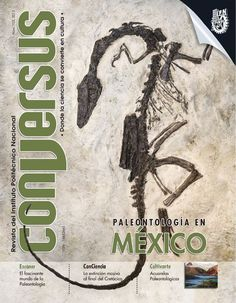 conversus
Revista del Instituto Politécnico Nacional
• Donde la ciencia se convierte en cultura •
PALEONTOLOGÍA EN
MÉXICO
Escáner
El fascinante
mundo de la
Paleontología
ConCiencia
La extinción masiva
al final del Cretácico
Cultivarte
Acuarelas
Paleontológicas